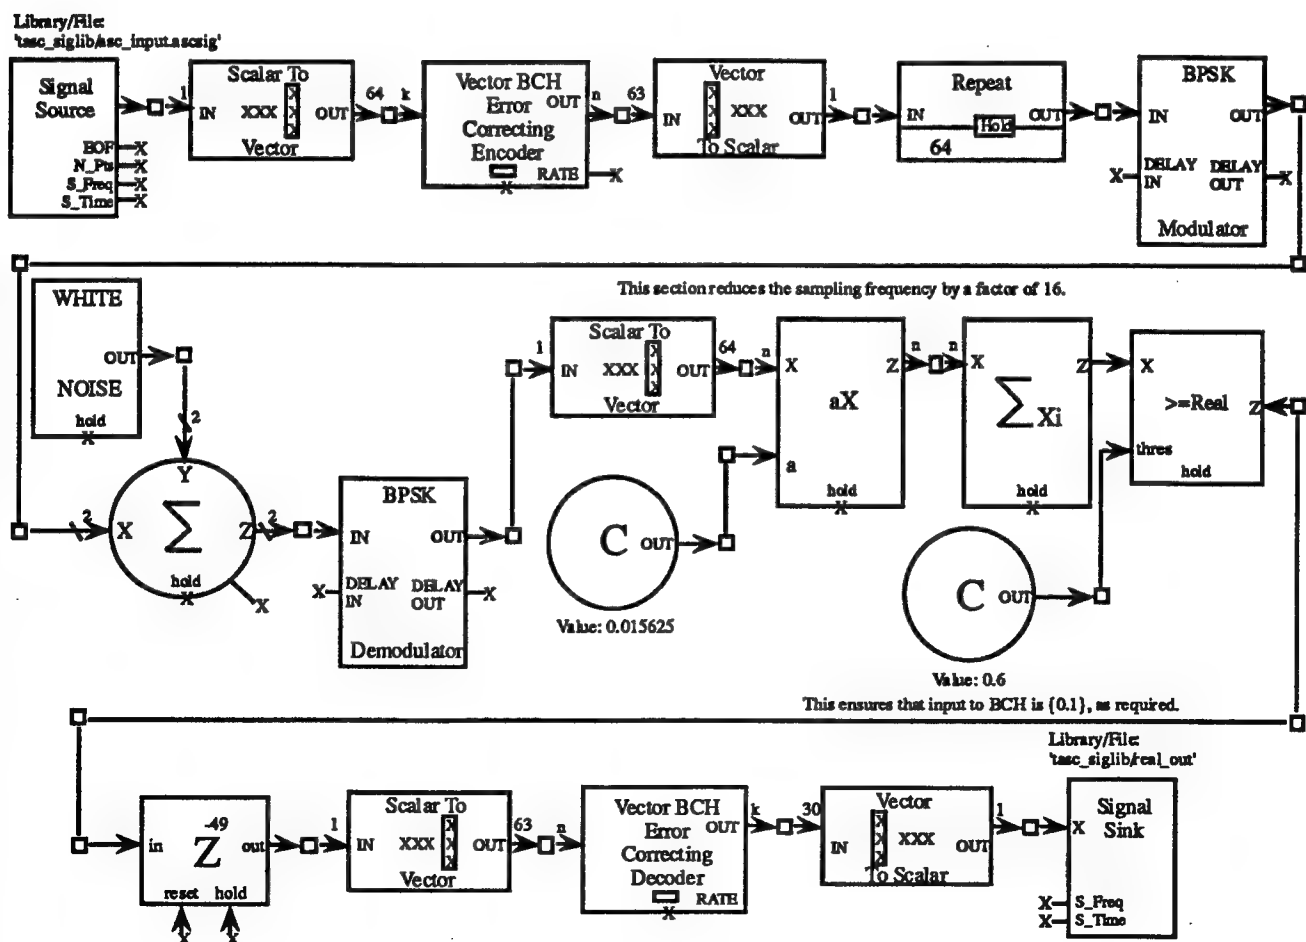 Library/File:
'tasc_siglib/asc_input.ascsig'
Signal
Source
BOF X
N_Pts X
S_Freq X
S_Time X
1
Scalar To
IN XXX X X X OUT
Vector
64
k
Vector BCH
Error
OUT
Correcting
Encoder
RATE X
X
n
63
Vector
IN X X X XXX OUT
To Scalar
1
Repeat
IN OUT
Hold
64
BPSK
IN OUT
X DELAY IN
DELAY OUT X
Modulator
WHITE
OUT
NOISE
hold
X
2
Y
2
X Σ Z
2
hold
X
X
BPSK
IN OUT
X DELAY IN
DELAY OUT X
Demodulator
This section reduces the sampling frequency by a factor of 16.
1
Scalar To
IN XXX X X X OUT
Vector
64
n
X Z
aX
a
hold
X
n
n
X Z
Σ Xi
hold
X
X
>=Real
Z
thres
hold
C OUT
Value: 0.015625
C OUT
Value: 0.6
This ensures that input to BCH is {0.1}, as required.
in Z -49 out
reset hold
X X
1
Scalar To
IN XXX X X X OUT
Vector
63
n
Vector BCH
Error
OUT
Correcting
Decoder
RATE
X
k
30
Vector
IN X X X XXX OUT
To Scalar
1
Library/File:
'tasc_siglib/real_out'
X Signal
Sink
X S_Freq
X S_Time